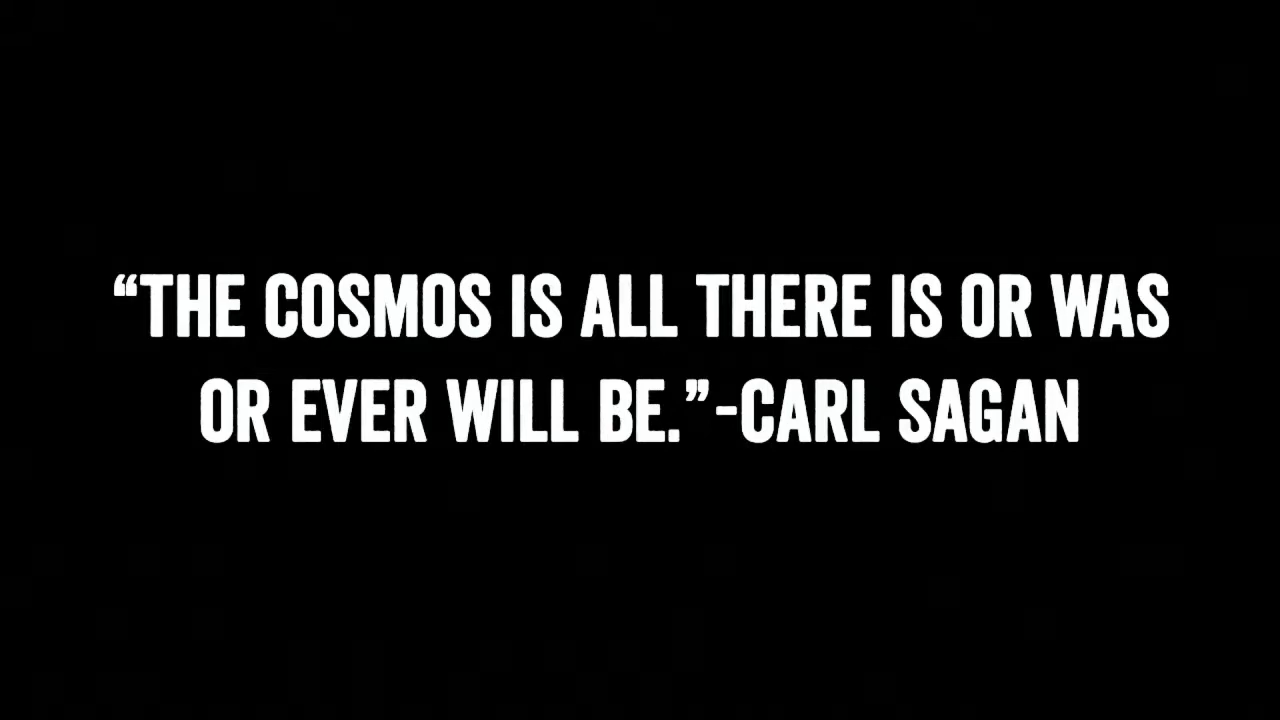 “THE COSMOS IS ALL THERE IS OR WAS
OR EVER WILL BE.”-CARL SAGAN